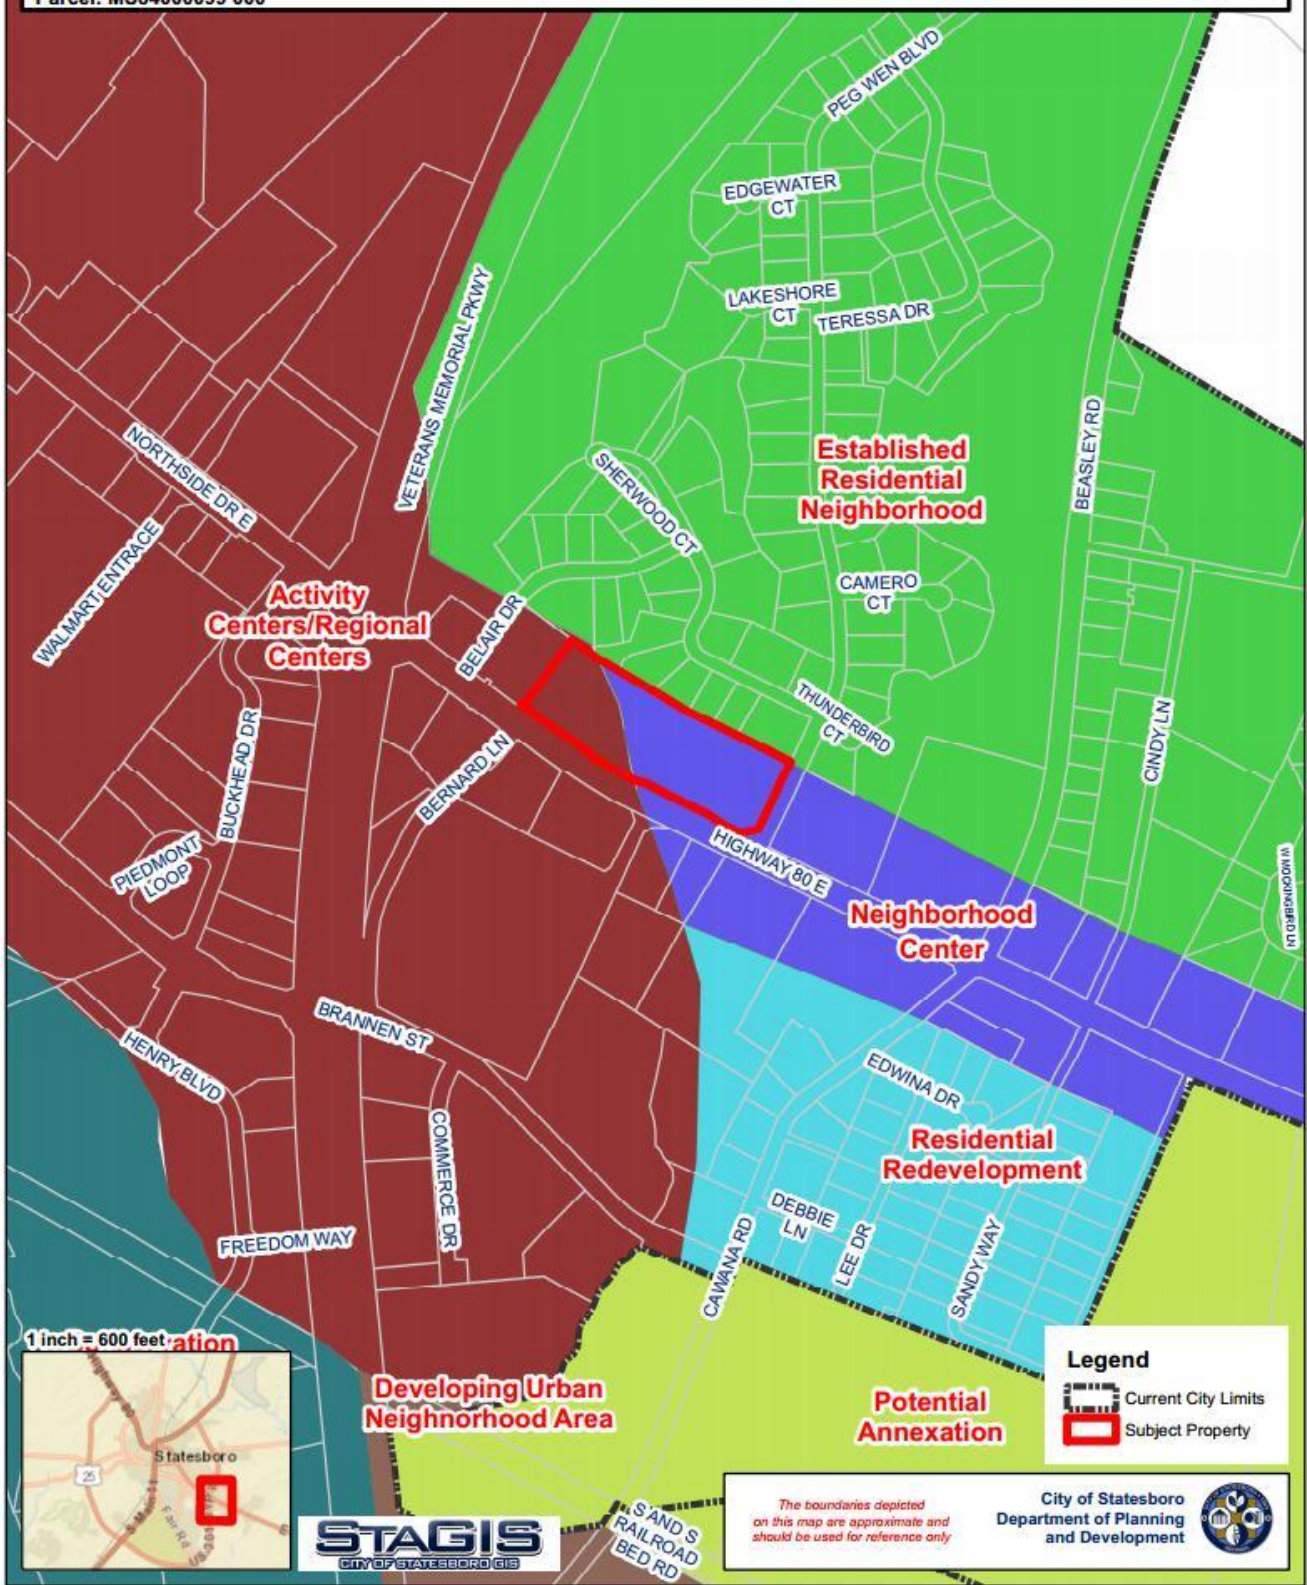 PEG WEN BLVD
EDGEWATER
CT
LAKESHORE
CT
TERESSA DR
VETERANS MEMORIAL PKWY
NORTHSIDE DR E
WALMART ENTRACE
SHERWOOD CT
Established
Residential
Neighborhood
BEASLEY RD
CAMERO
CT
Activity
Centers/Regional
Centers
BELAIR DR
THUNDERBIRD
CT
CINDY LN
BUCKHEAD DR
BERNARD LN
PIEDMONT
LOOP
HIGHWAY 80 E
W MOCKINGBIRD LN
Neighborhood
Center
BRANNEN ST
HENRY BLVD
EDWINA DR
COMMERCE DR
Residential
Redevelopment
DEBBIE
LN
FREEDOM WAY
CAWANA RD
LEE DR
SANDY WAY
1 inch = 600 feet
Developing Urban
Neighnorhood Area
Potential
Annexation
Legend
Current City Limits
Subject Property
Statesboro
25
Fair Rd
STAGIS
CITY OF STATESBORO GIS
S AND S
RAILROAD
BED RD
The boundaries depicted
on this map are approximate and
should be used for reference only
City of Statesboro
Department of Planning
and Development